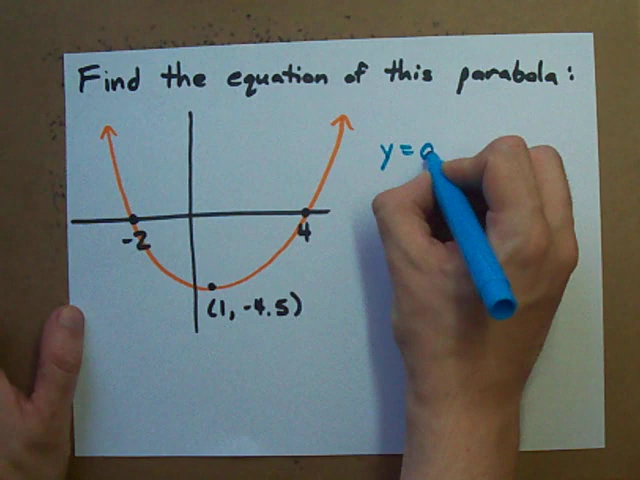 Find the equation of this parabola:
y = a
-2
4
(1, -4.5)